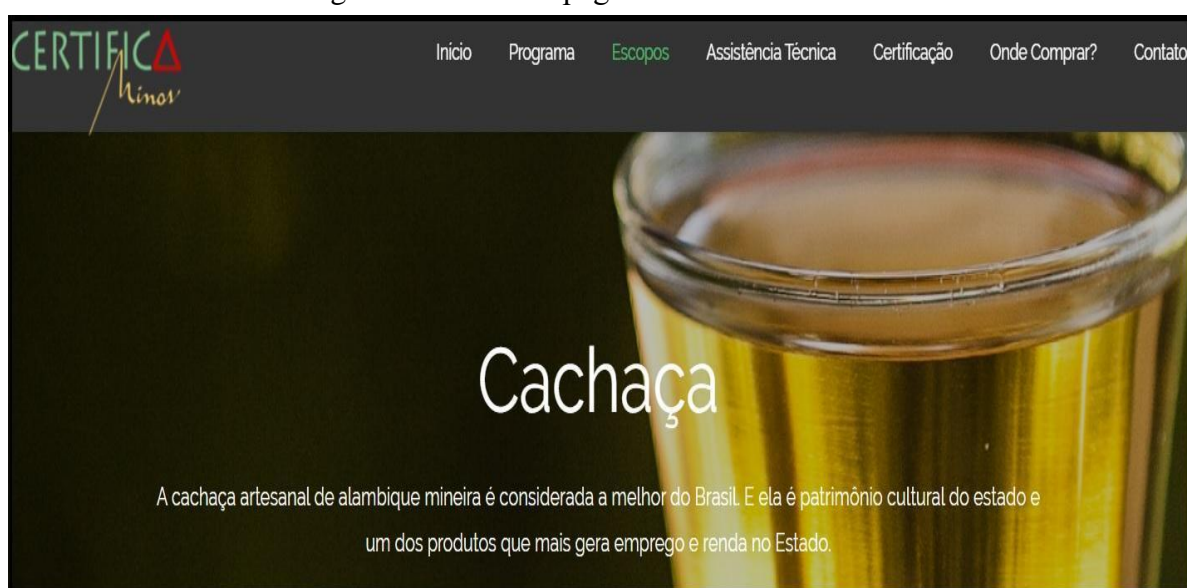 CERTIFICA
Minas
Início Programa Escopos Assistência Técnica Certificação Onde Comprar? Contato
Cachaça
A cachaça artesanal de alambique mineira é considerada a melhor do Brasil. E ela é patrimônio cultural do estado e
um dos produtos que mais gera emprego e renda no Estado.